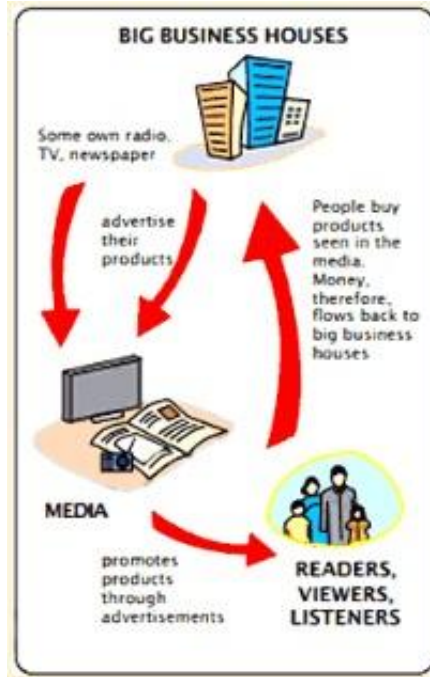 BIG BUSINESS HOUSES
Some own radio,
TV, newspaper
advertise
their
products
People buy
products
seen in the
media.
Money,
therefore,
flows back to
big business
houses
MEDIA
promotes
products
through
advertisements
READERS,
VIEWERS,
LISTENERS